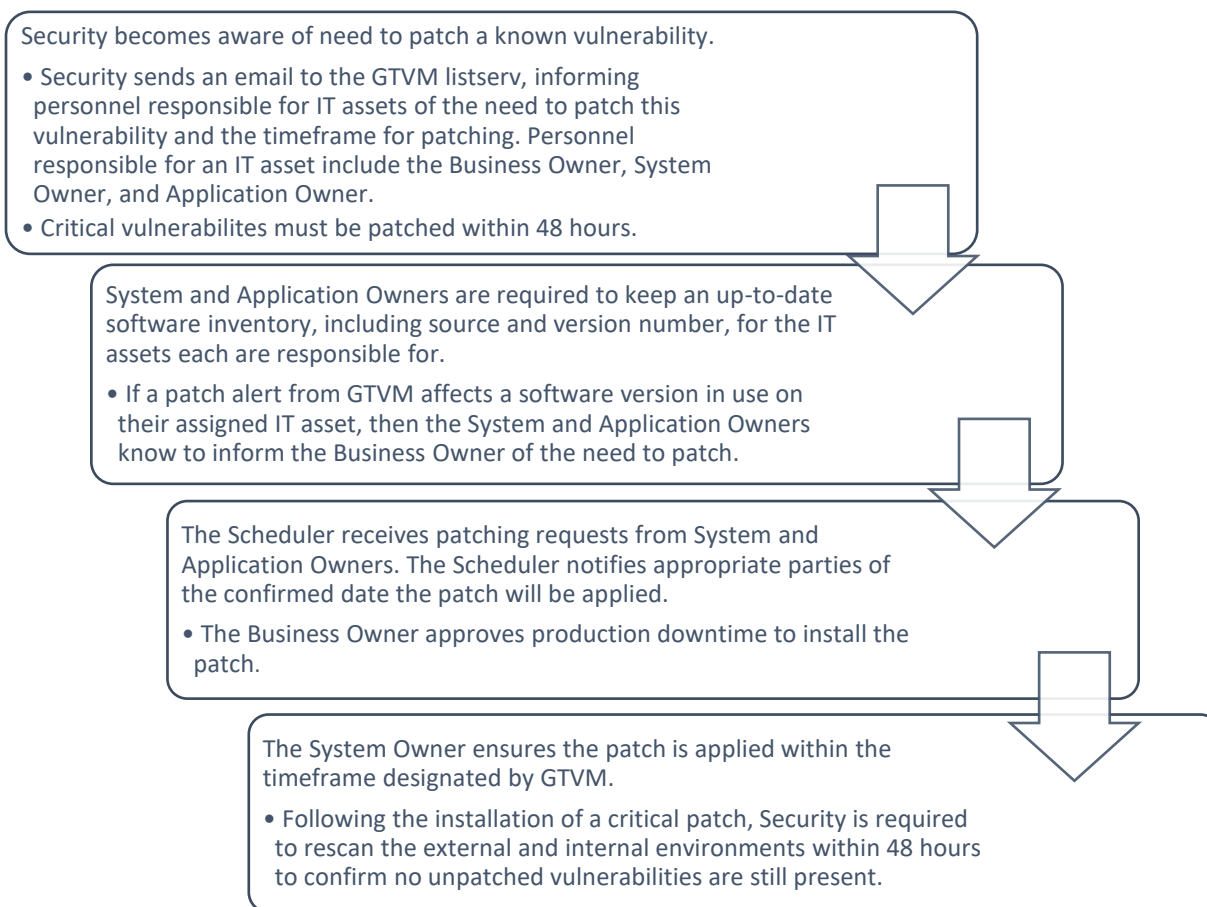 Security becomes aware of need to patch a known vulnerability.
• Security sends an email to the GTVM listserv, informing
personnel responsible for IT assets of the need to patch this
vulnerability and the timeframe for patching. Personnel
responsible for an IT asset include the Business Owner, System
Owner, and Application Owner.
• Critical vulnerabilites must be patched within 48 hours.
System and Application Owners are required to keep an up-to-date
software inventory, including source and version number, for the IT
assets each are responsible for.
• If a patch alert from GTVM affects a software version in use on
their assigned IT asset, then the System and Application Owners
know to inform the Business Owner of the need to patch.
The Scheduler receives patching requests from System and
Application Owners. The Scheduler notifies appropriate parties of
the confirmed date the patch will be applied.
• The Business Owner approves production downtime to install the
patch.
The System Owner ensures the patch is applied within the
timeframe designated by GTVM.
• Following the installation of a critical patch, Security is required
to rescan the external and internal environments within 48 hours
to confirm no unpatched vulnerabilities are still present.